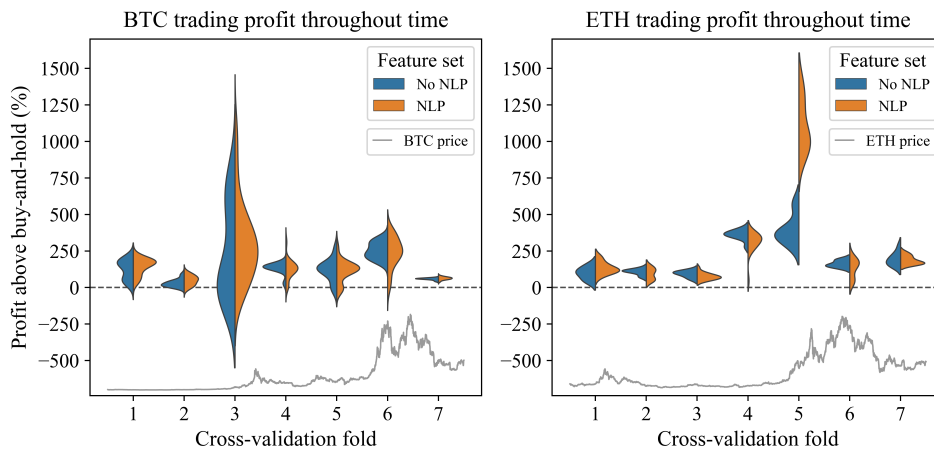 BTC trading profit throughout time
Profit above buy-and-hold (%)
1500
1250
1000
750
500
250
0
−250
−500
Feature set
No NLP
NLP
BTC price
1 2 3 4 5 6 7
Cross-validation fold
ETH trading profit throughout time
1500
1250
1000
750
500
250
0
−250
−500
Feature set
No NLP
NLP
ETH price
1 2 3 4 5 6 7
Cross-validation fold